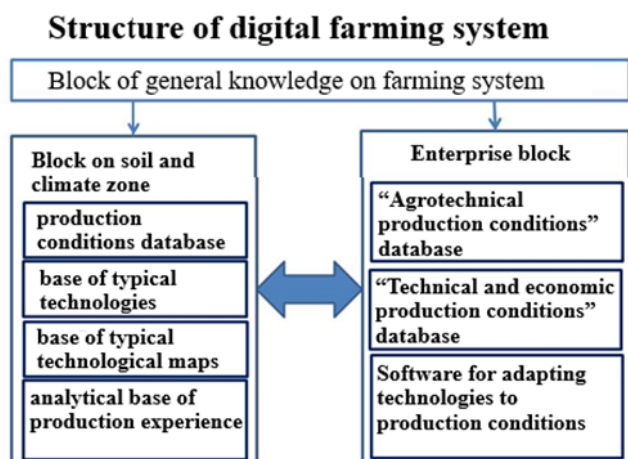 Structure of digital farming system
Block of general knowledge on farming system
Block on soil and
climate zone
production
conditions database
base of typical
technologies
base of typical
technological maps
analytical base of
production experience
Enterprise block
“Agrotechnical
production conditions”
database
“Technical and economic
production conditions”
database
Software for adapting
technologies to
production conditions